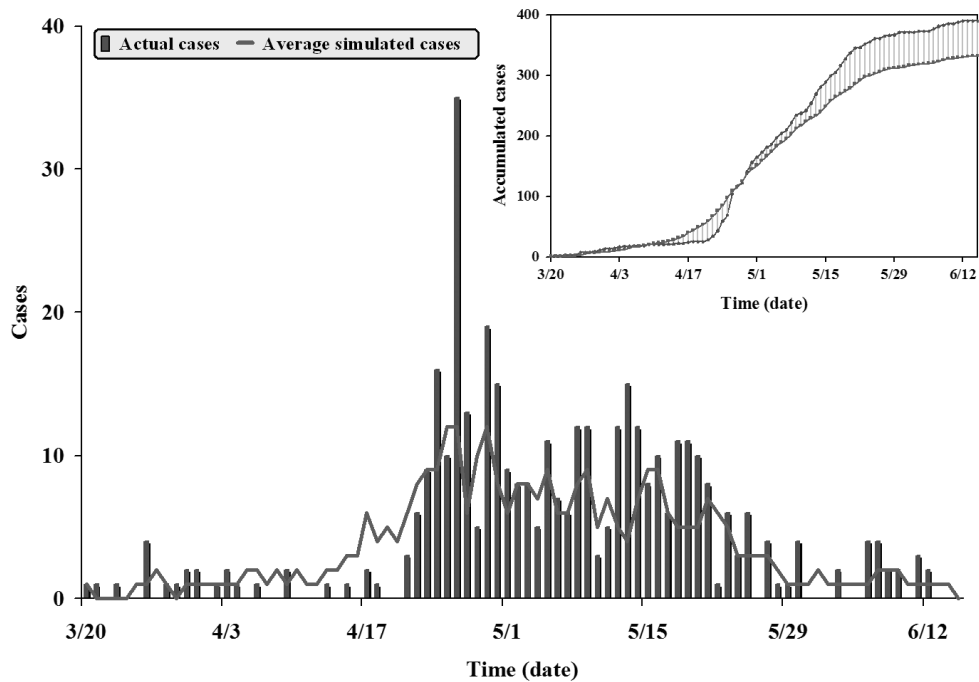 40
30
20
10
0
Cases
Actual cases Average simulated cases
3/20 4/3 4/17 5/1 5/15 5/29 6/12
Time (date)
400
300
200
100
0
Accumulated cases
3/20 4/3 4/17 5/1 5/15 5/29 6/12
Time (date)